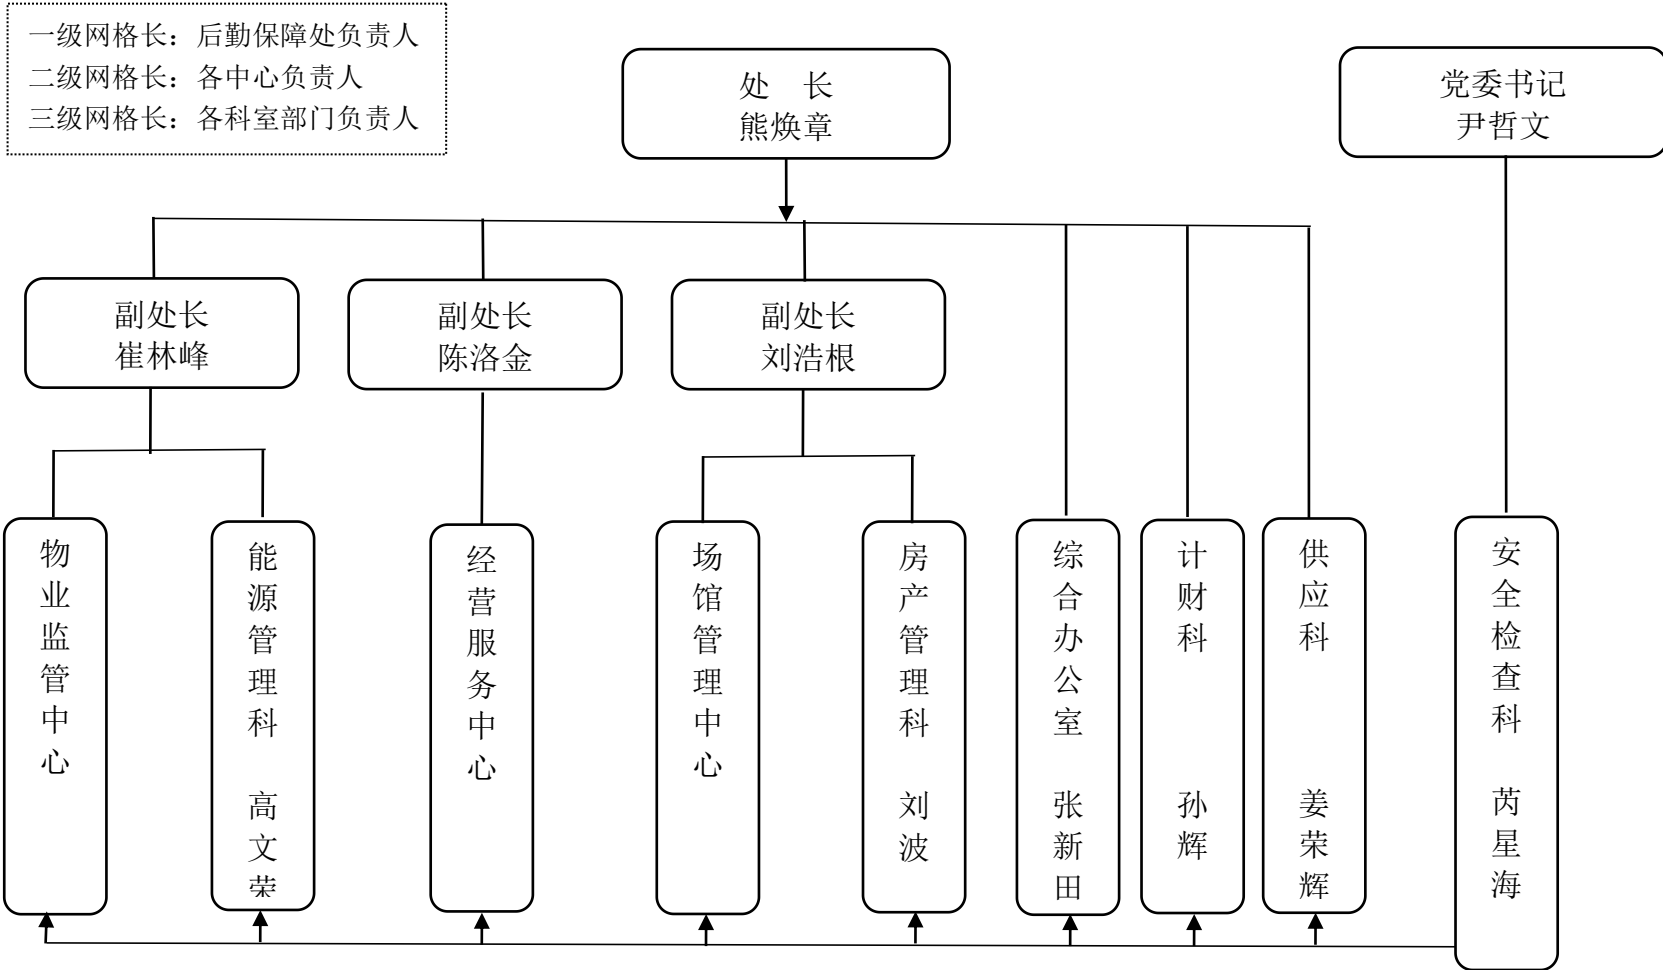 一级网格长：后勤保障处负责人
二级网格长：各中心负责人
三级网格长：各科室部门负责人
处　长
熊焕章
党委书记
尹哲文
副处长
崔林峰
副处长
陈洛金
副处长
刘浩根
物业监管中心
能源管理科　高文荣
经营服务中心
场馆管理中心
房产管理科　刘波
综合办公室　张新田
计财科　孙辉
供应科　姜荣辉
安全检查科　芮星海